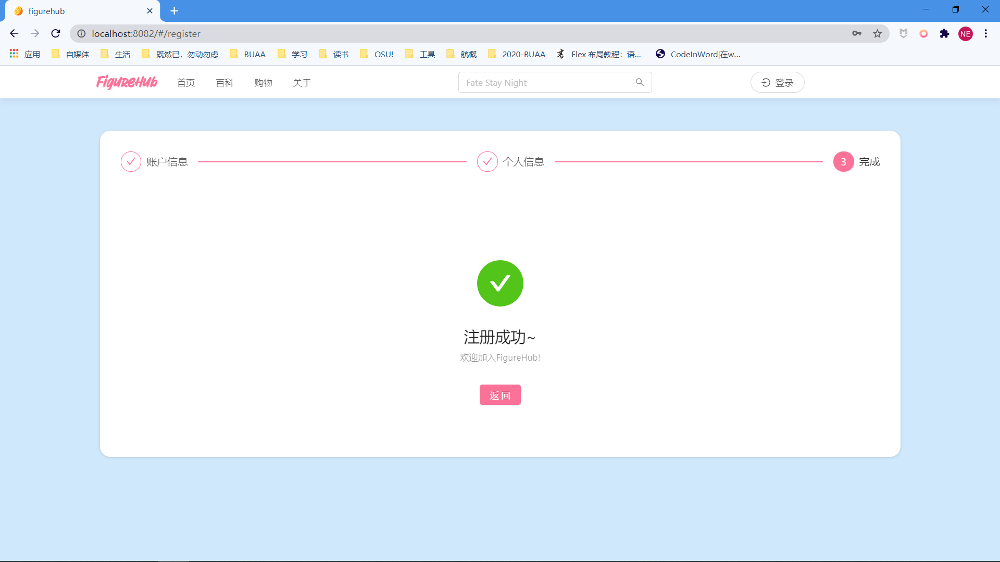 figurehub
localhost:8082/#/register
NE
应用 自媒体 生活 既然已，勿动勿虑 BUAA 学习 读书 OSU! 工具 航概 2020-BUAA Flex 布局教程：语... CodeInWord|在w...
FigureHub 首页 百科 购物 关于 Fate Stay Night 登录
账户信息 个人信息 3 完成
注册成功~
欢迎加入FigureHub!
返回